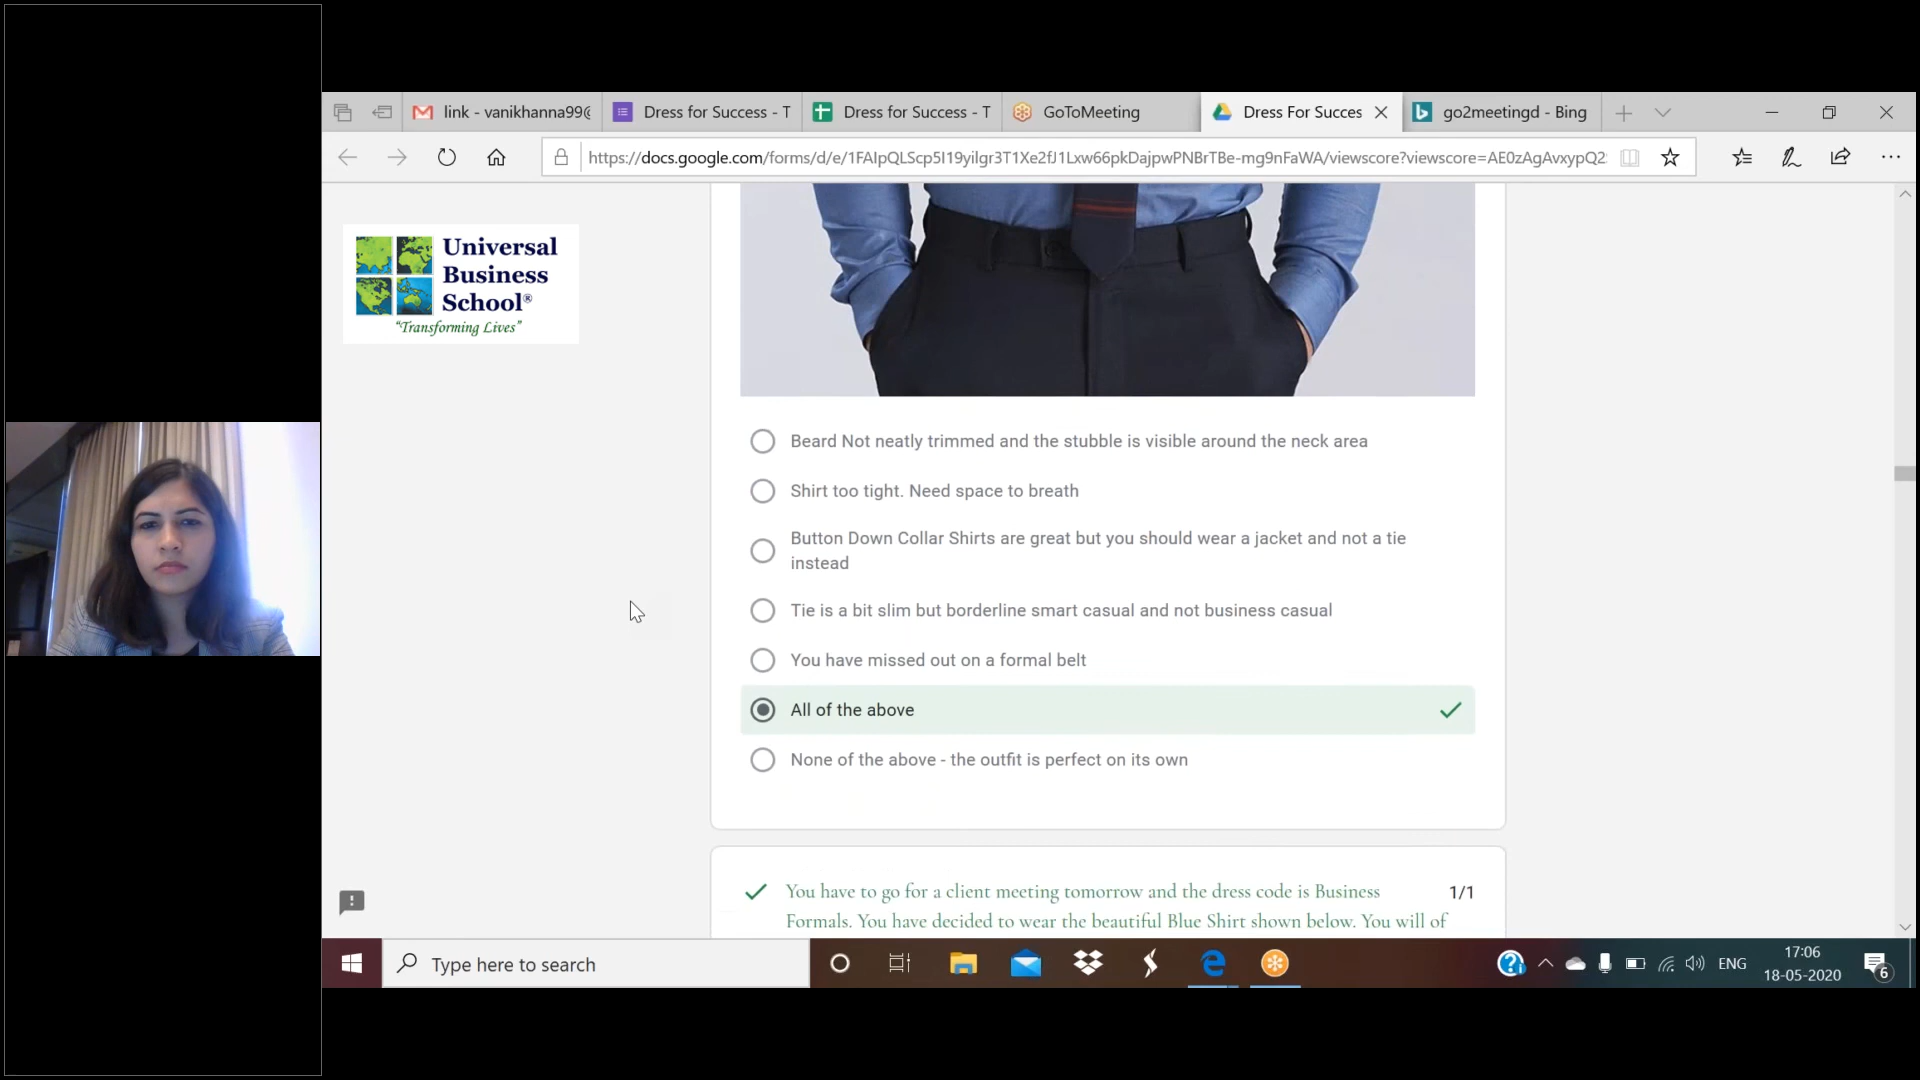 link - vanikhanna99@
Dress for Success - T
Dress for Success - T
GoToMeeting
Dress For Succes
go2meetingd - Bing
https://docs.google.com/forms/d/e/1FAIpQLScp5I19yiIgr3T1Xe2fJ1Lxw66pkDajpwPNBrTBe-mg9nFaWA/viewscore?viewscore=AE0zAgAvxypQ2
Universal
Business
School®
"Transforming Lives"
Beard Not neatly trimmed and the stubble is visible around the neck area
Shirt too tight. Need space to breath
Button Down Collar Shirts are great but you should wear a jacket and not a tie
instead
Tie is a bit slim but borderline smart casual and not business casual
You have missed out on a formal belt
All of the above
None of the above - the outfit is perfect on its own
You have to go for a client meeting tomorrow and the dress code is Business
1/1
Formals. You have decided to wear the beautiful Blue Shirt shown below. You will of
Type here to search
ENG
17:06
18-05-2020
6